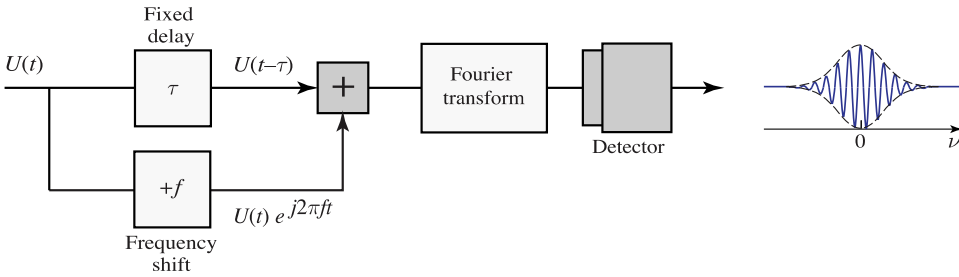 Fixed
delay
U(t)
τ
U(t–τ)
+
Fourier
transform
Detector
0
ν
+f
U(t) e j2πft
Frequency
shift